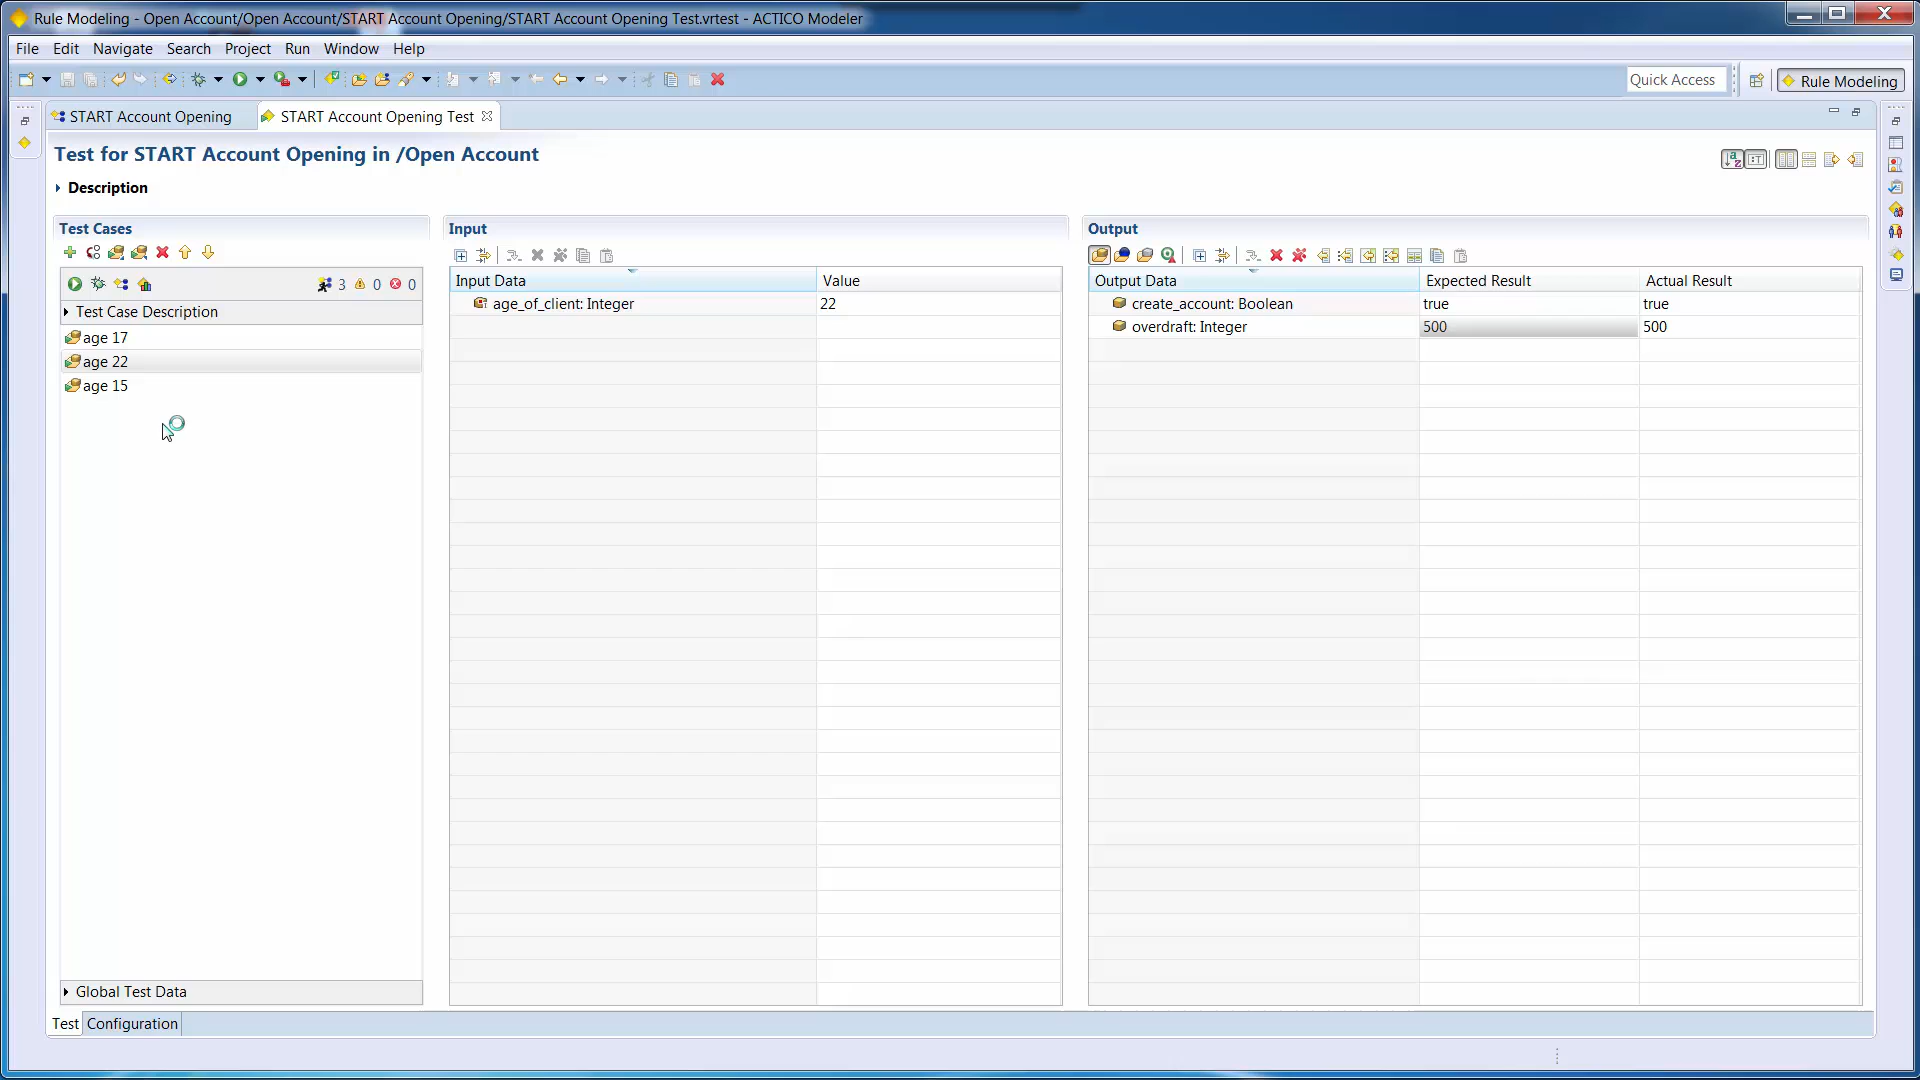 Rule Modeling - Open Account/Open Account/START Account Opening/START Account Opening Test.vrtest - ACTICO Modeler
File Edit Navigate Search Project Run Window Help
Quick Access
Rule Modeling
START Account Opening
START Account Opening Test
Test for START Account Opening in /Open Account
Description
Test Cases
Input
Output
3 0 0
Input Data Value
Output Data Expected Result Actual Result
Test Case Description
age_of_client: Integer 22
create_account: Boolean true true
overdraft: Integer 500 500
age 17
age 22
age 15
Global Test Data
Test Configuration